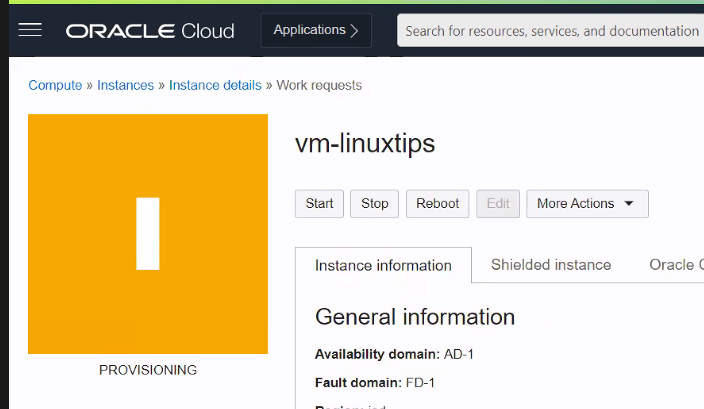 ORACLE Cloud
Applications >
Search for resources, services, and documentation
Compute » Instances » Instance details » Work requests
I
PROVISIONING
vm-linuxtips
Start Stop Reboot Edit More Actions
Instance information Shielded instance Oracle C
General information
Availability domain: AD-1
Fault domain: FD-1